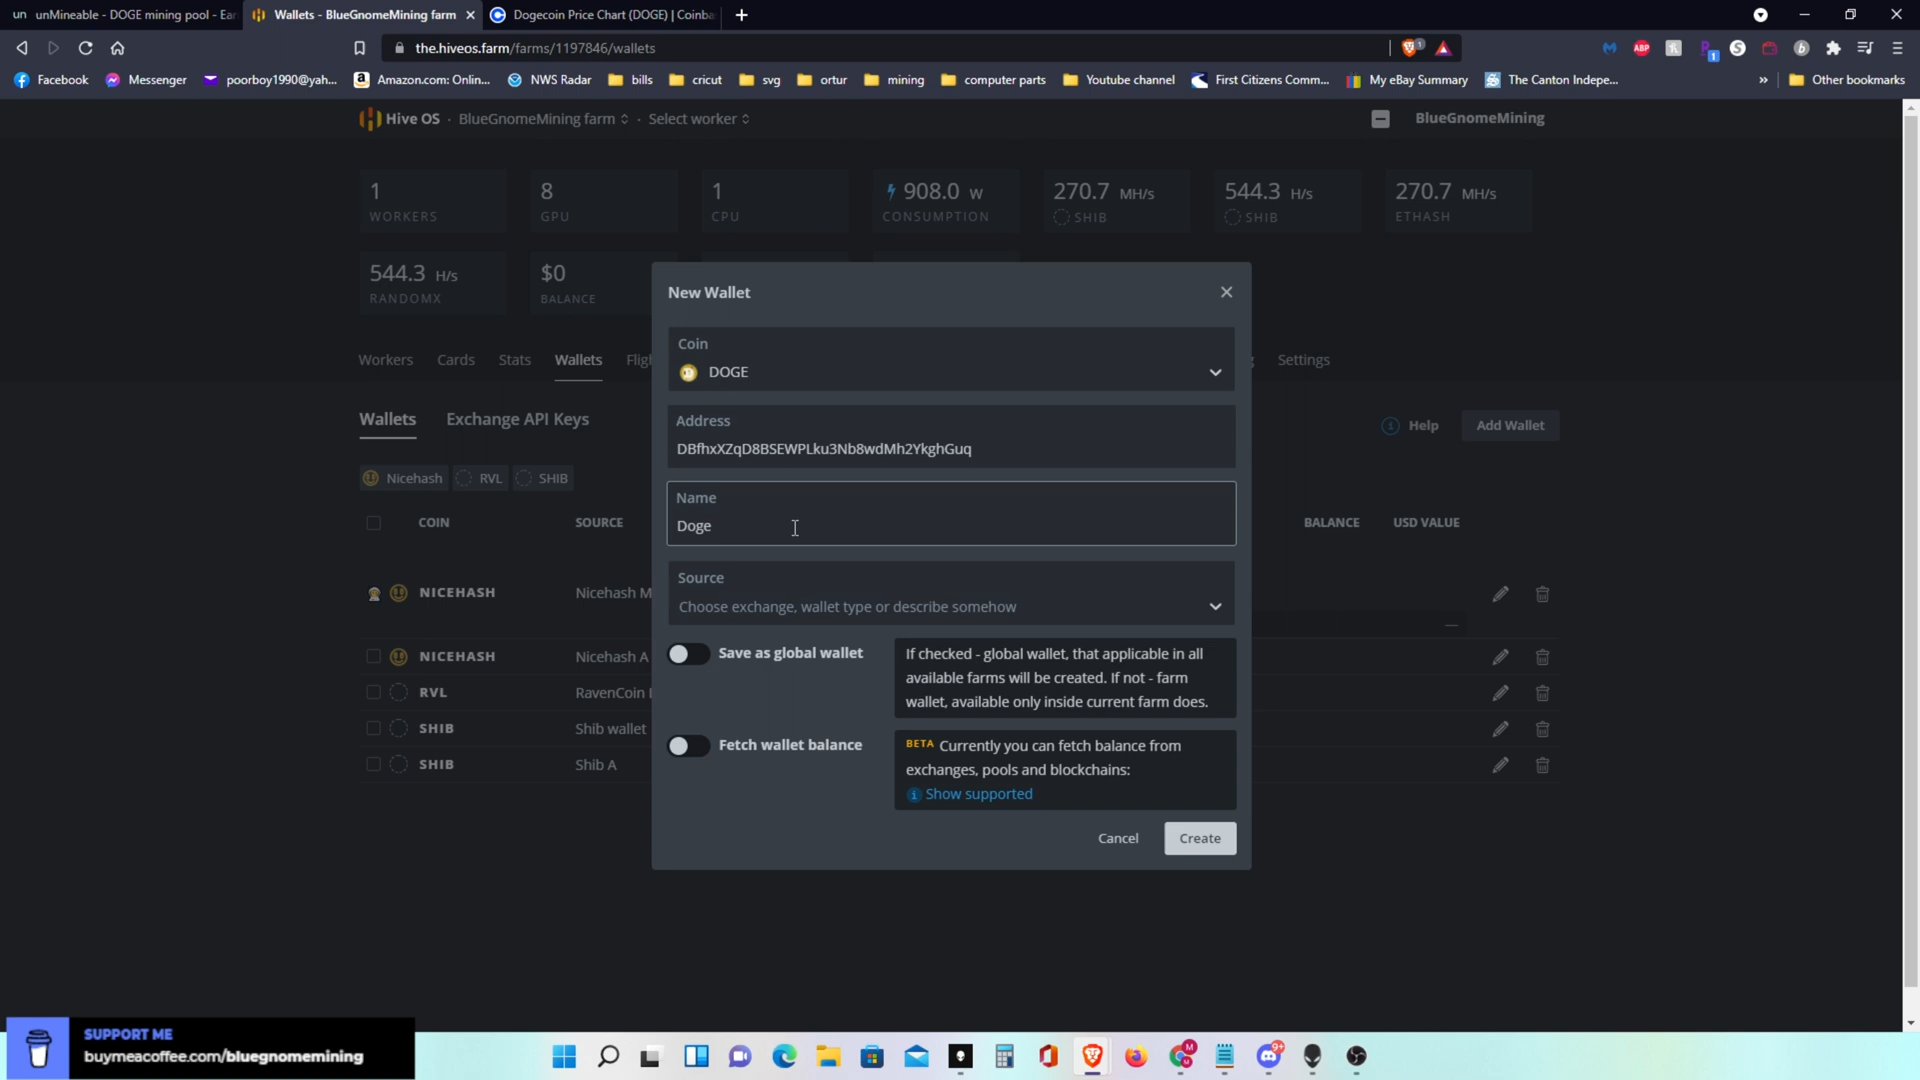 un unMineable - DOGE mining pool - Ear
Wallets - BlueGnomeMining farm
Dogecoin Price Chart (DOGE) | Coinba
the.hiveos.farm/farms/1197846/wallets
Facebook
Messenger
poorboy1990@yah...
Amazon.com: Onlin...
NWS Radar
bills
cricut
svg
ortur
mining
computer parts
Youtube channel
First Citizens Comm...
My eBay Summary
The Canton Indepe...
»
Other bookmarks
Hive OS · BlueGnomeMining farm · Select worker
BlueGnomeMining
1
WORKERS
8
GPU
1
CPU
908.0 W
CONSUMPTION
270.7 MH/s
SHIB
544.3 H/s
SHIB
270.7 MH/s
ETHASH
544.3 H/s
RANDOMX
$0
BALANCE
Workers Cards Stats Wallets Fligh Settings
Wallets Exchange API Keys
Help
Add Wallet
Nicehash RVL SHIB
COIN SOURCE BALANCE USD VALUE
NICEHASH Nicehash M
NICEHASH Nicehash A
RVL RavenCoin
SHIB Shib wallet
SHIB Shib A
New Wallet
Coin
DOGE
Address
DBfhxXZqD8BSEWPLku3Nb8wdMh2YkghGuq
Name
Doge
Source
Choose exchange, wallet type or describe somehow
Save as global wallet
If checked - global wallet, that applicable in all
available farms will be created. If not - farm
wallet, available only inside current farm does.
Fetch wallet balance
BETA Currently you can fetch balance from
exchanges, pools and blockchains:
Show supported
Cancel
Create
SUPPORT ME
buymeacoffee.com/bluegnomemining